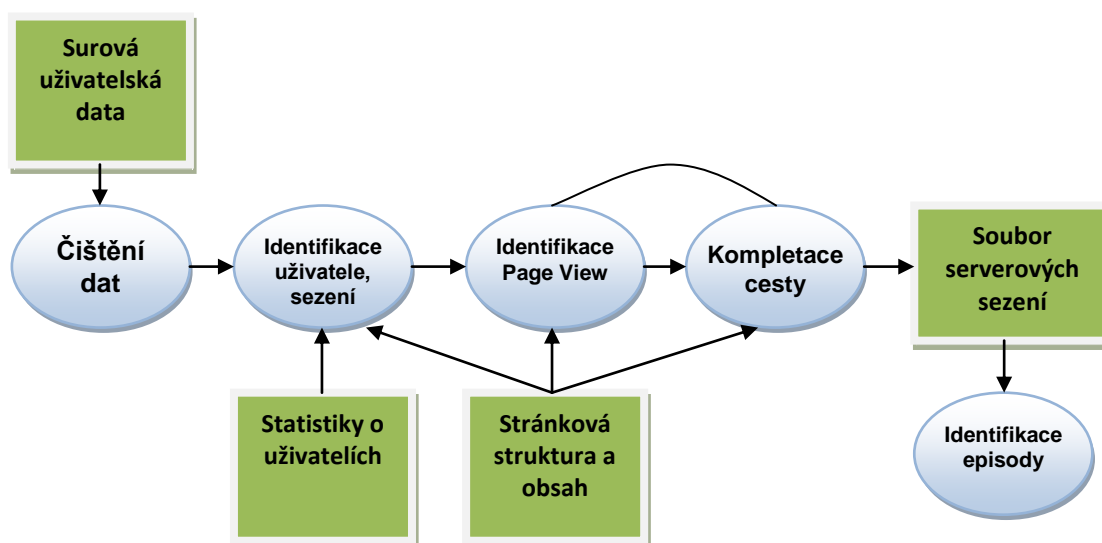 Surová
uživatelská
data
Čištění
dat
Identifikace
uživatele,
sezení
Identifikace
Page View
Kompletace
cesty
Soubor
serverových
sezení
Statistiky o
uživatelích
Stránková
struktura a
obsah
Identifikace
episody